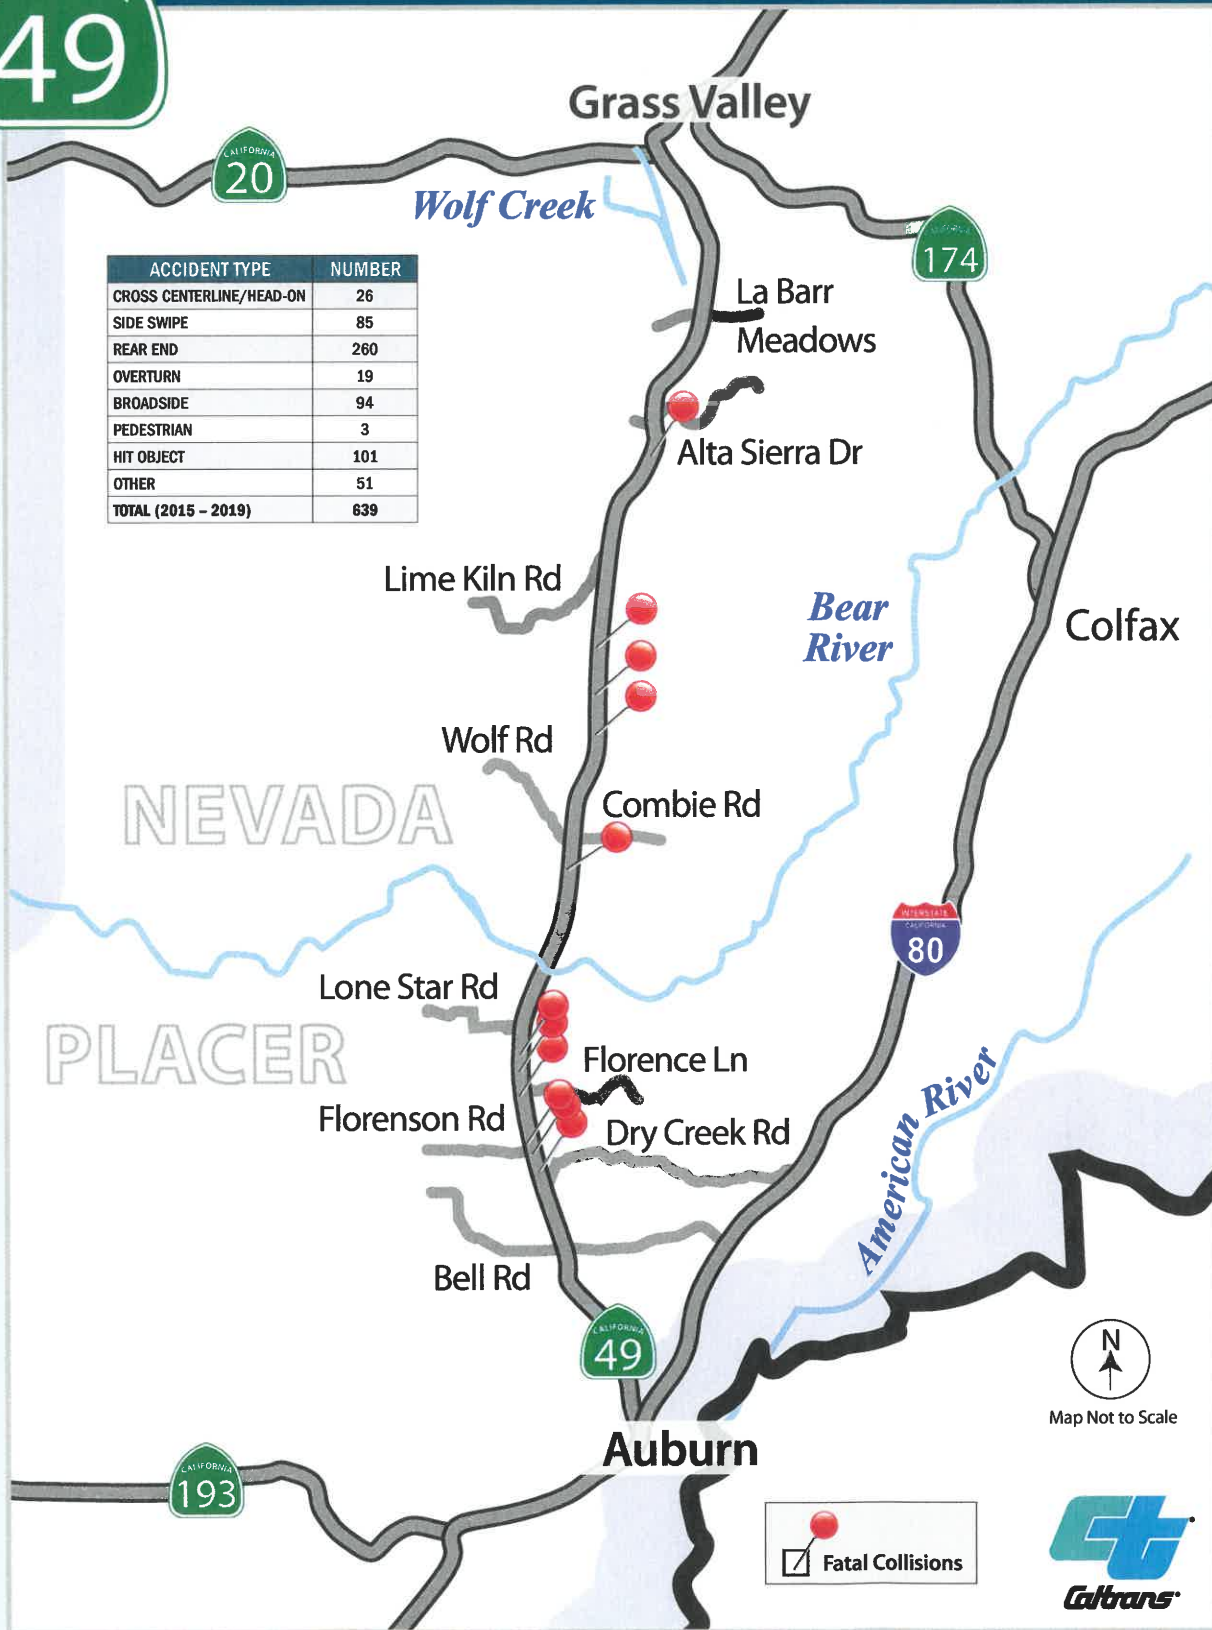 49
Grass Valley
CALIFORNIA
20
Wolf Creek
CALIFORNIA
174
ACCIDENT TYPE NUMBER
CROSS CENTERLINE/HEAD-ON 26
SIDE SWIPE 85
REAR END 260
OVERTURN 19
BROADSIDE 94
PEDESTRIAN 3
HIT OBJECT 101
OTHER 51
TOTAL (2015 – 2019) 639
La Barr
Meadows
Alta Sierra Dr
Lime Kiln Rd
Bear
River
Colfax
Wolf Rd
Combie Rd
NEVADA
INTERSTATE
CALIFORNIA
80
Lone Star Rd
PLACER
Florence Ln
Florenson Rd
Dry Creek Rd
American River
Bell Rd
CALIFORNIA
49
N
Map Not to Scale
Auburn
CALIFORNIA
193
Fatal Collisions
Caltrans